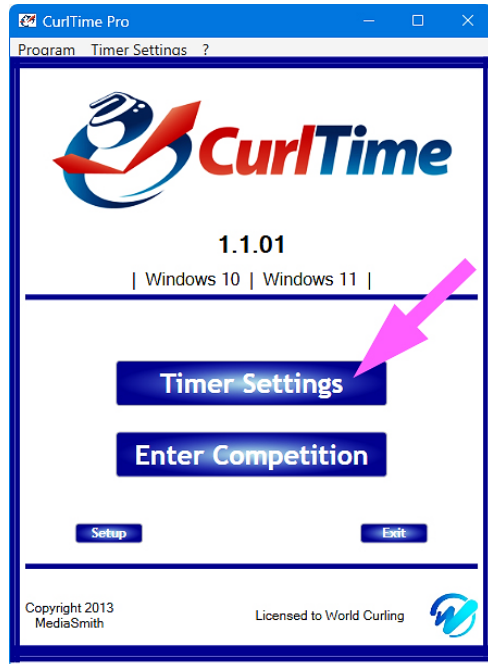 CurlTime Pro
Program Timer Settings ?
CurlTime
1.1.01
| Windows 10 | Windows 11 |
Timer Settings
Enter Competition
Setup Exit
Copyright 2013
MediaSmith
Licensed to World Curling